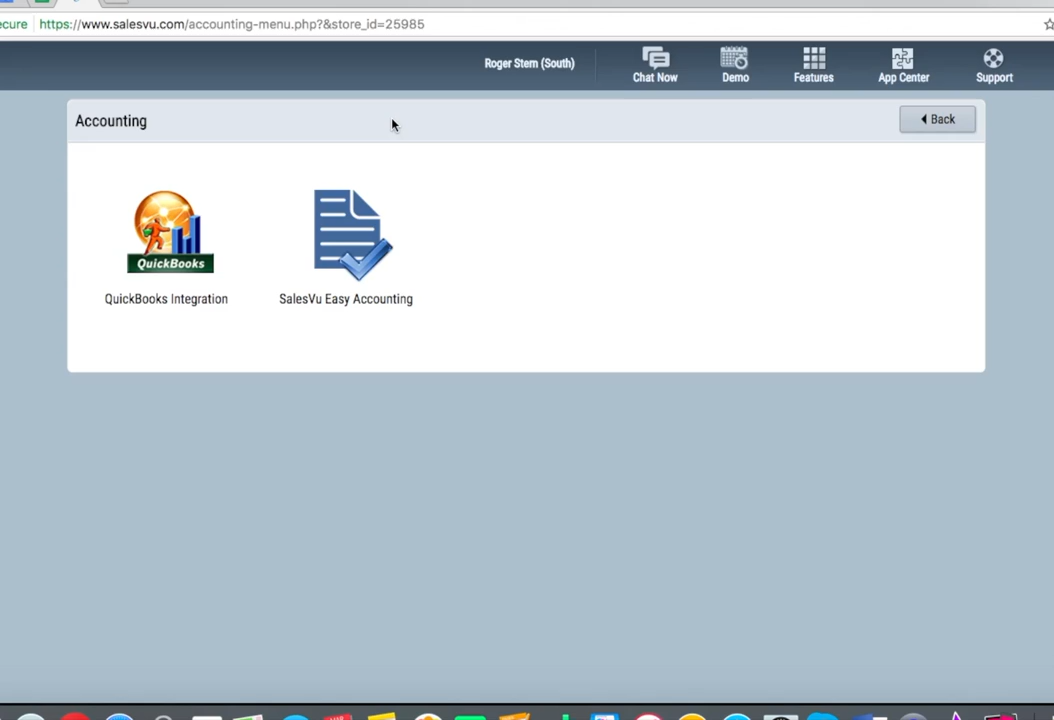 ecure https://www.salesvu.com/accounting-menu.php?&store_id=25985
Roger Stem (South)
Chat Now
Demo
Features
App Center
Support
Accounting
Back
QuickBooks
QuickBooks Integration
SalesVu Easy Accounting